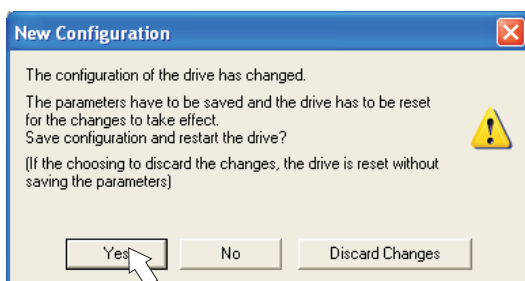 New Configuration
The configuration of the drive has changed.
The parameters have to be saved and the drive has to be reset
for the changes to take effect.
Save configuration and restart the drive?
(If the choosing to discard the changes, the drive is reset without
saving the parameters)
Yes No Discard Changes